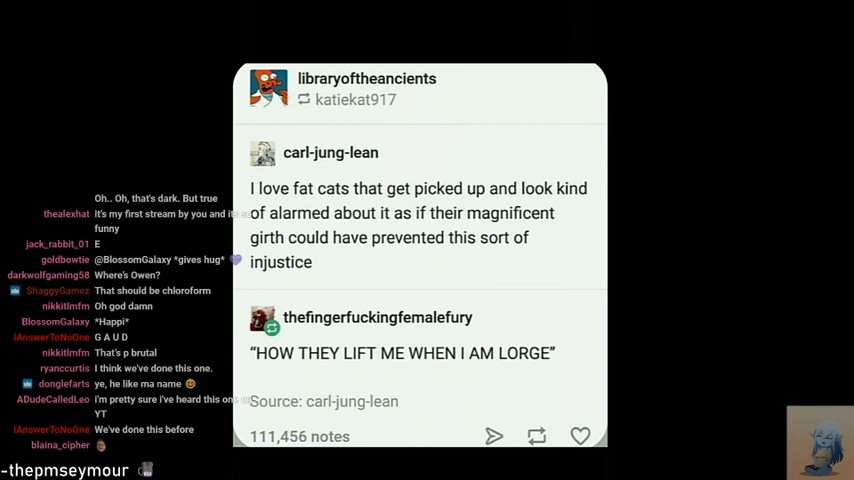 libraryoftheancients
katiekat917
carl-jung-lean
I love fat cats that get picked up and look kind
of alarmed about it as if their magnificent
girth could have prevented this sort of
injustice
thefingerfuckingfemalefury
“HOW THEY LIFT ME WHEN I AM LORGE”
Source: carl-jung-lean
111,456 notes
Oh.. Oh, that's dark. But true
thealexhat it's my first stream by you and its so
funny
jack_rabbit_01 E
goldbowtie @BlossomGalaxy *gives hug*
darkwolfgaming58 Where's Owen?
ShaggyGamez That should be chloroform
nikkitlmfm Oh god damn
BlossomGalaxy *Happi*
IAnswerToNoOne G A U D
nikkitlmfm That's p brutal
ryanccurtis I think we've done this one.
donglefarts ye, he like ma name
ADudeCalledLeo i'm pretty sure i've heard this one on
YT
IAnswerToNoOne We've done this before
blaina_cipher
-thepmseymour